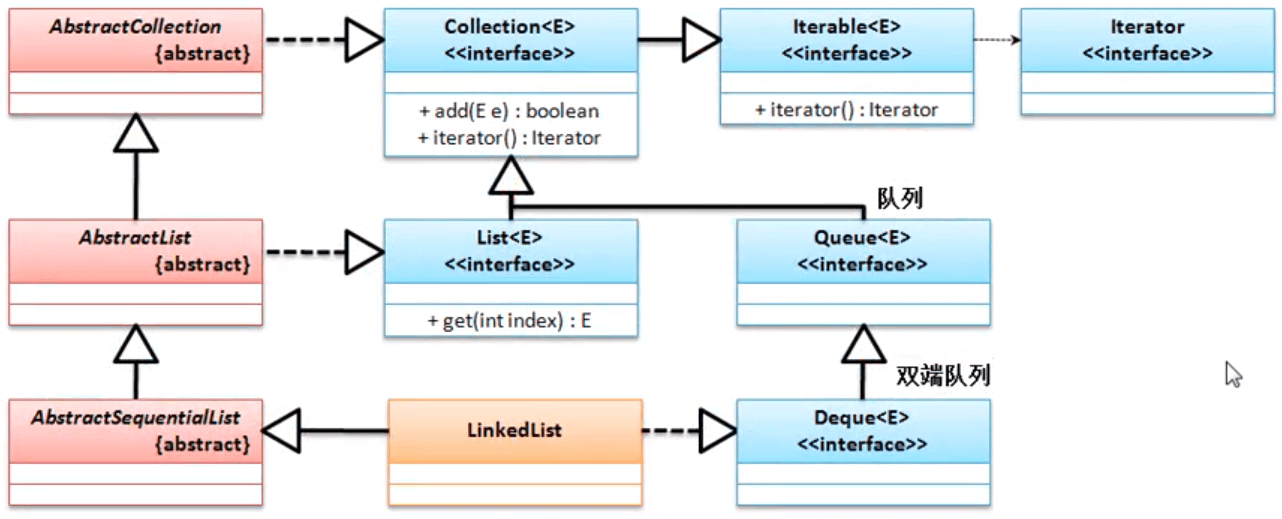 AbstractCollection
{abstract}
Collection<E>
<<interface>>
+ add(E e) : boolean
+ iterator() : Iterator
Iterable<E>
<<interface>>
+ iterator() : Iterator
Iterator
<<interface>>
AbstractList
{abstract}
List<E>
<<interface>>
+ get(int index) : E
队列
Queue<E>
<<interface>>
AbstractSequentialList
{abstract}
LinkedList
双端队列
Deque<E>
<<interface>>